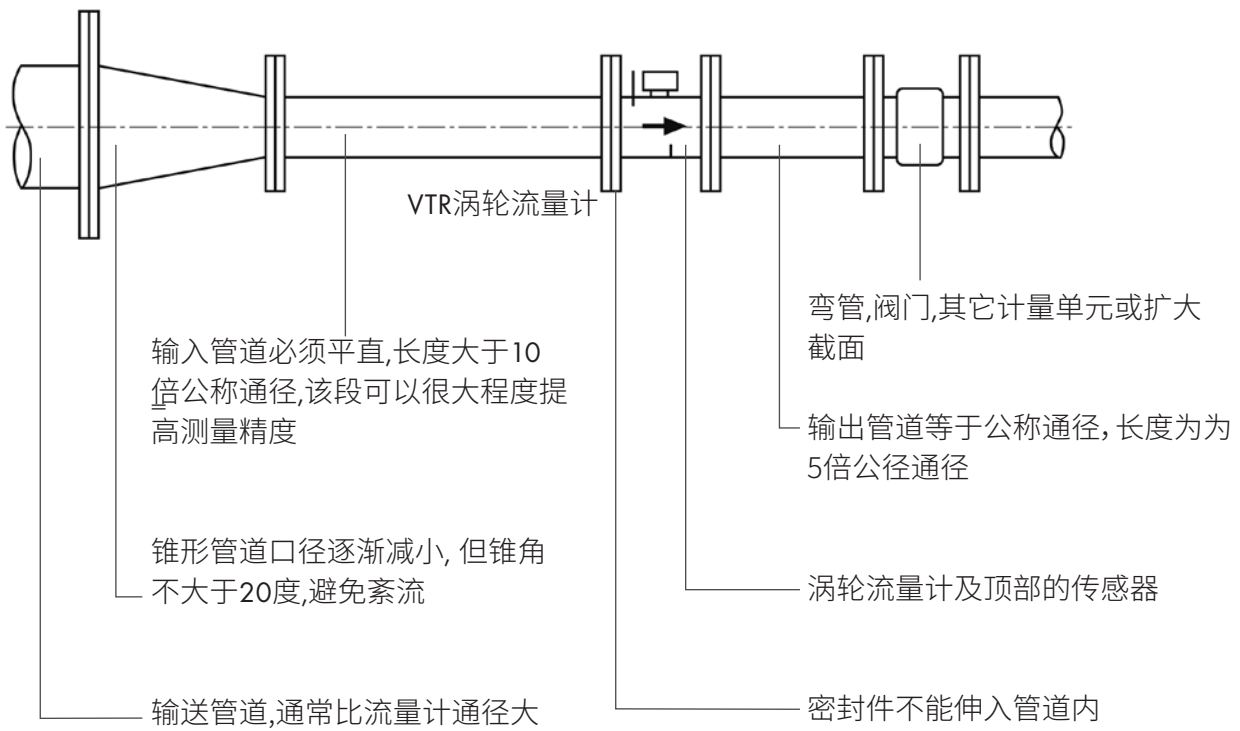 VTR涡轮流量计
弯管,阀门,其它计量单元或扩大
截面
输入管道必须平直,长度大于10
倍公称通径,该段可以很大程度提
高测量精度
输出管道等于公称通径, 长度为为
5倍公径通径
锥形管道口径逐渐减小, 但锥角
不大于20度,避免紊流
涡轮流量计及顶部的传感器
输送管道,通常比流量计通径大
密封件不能伸入管道内